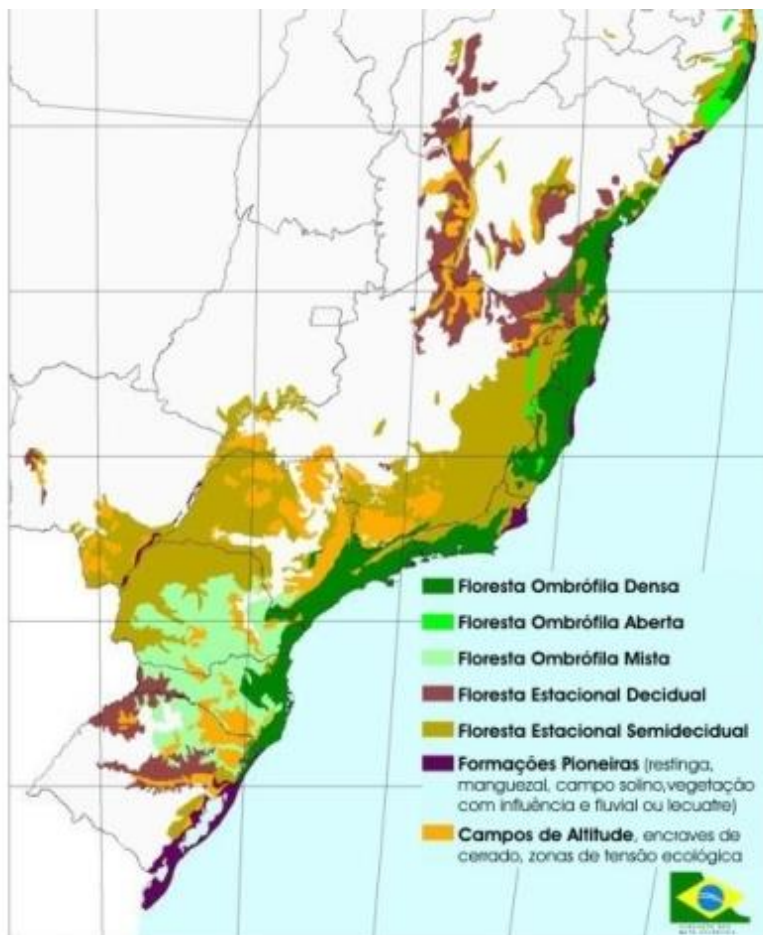 Floresta Ombrófila Densa
Floresta Ombrófila Aberta
Floresta Ombrófila Mista
Floresta Estacional Decidual
Floresta Estacional Semidecidual
Formações Pioneiras (restinga,
manguezal, campo solino,vegetação
com influência e fluvial ou lecuatre)
Campos de Altitude, encraves de
cerrado, zonas de tensão ecológica